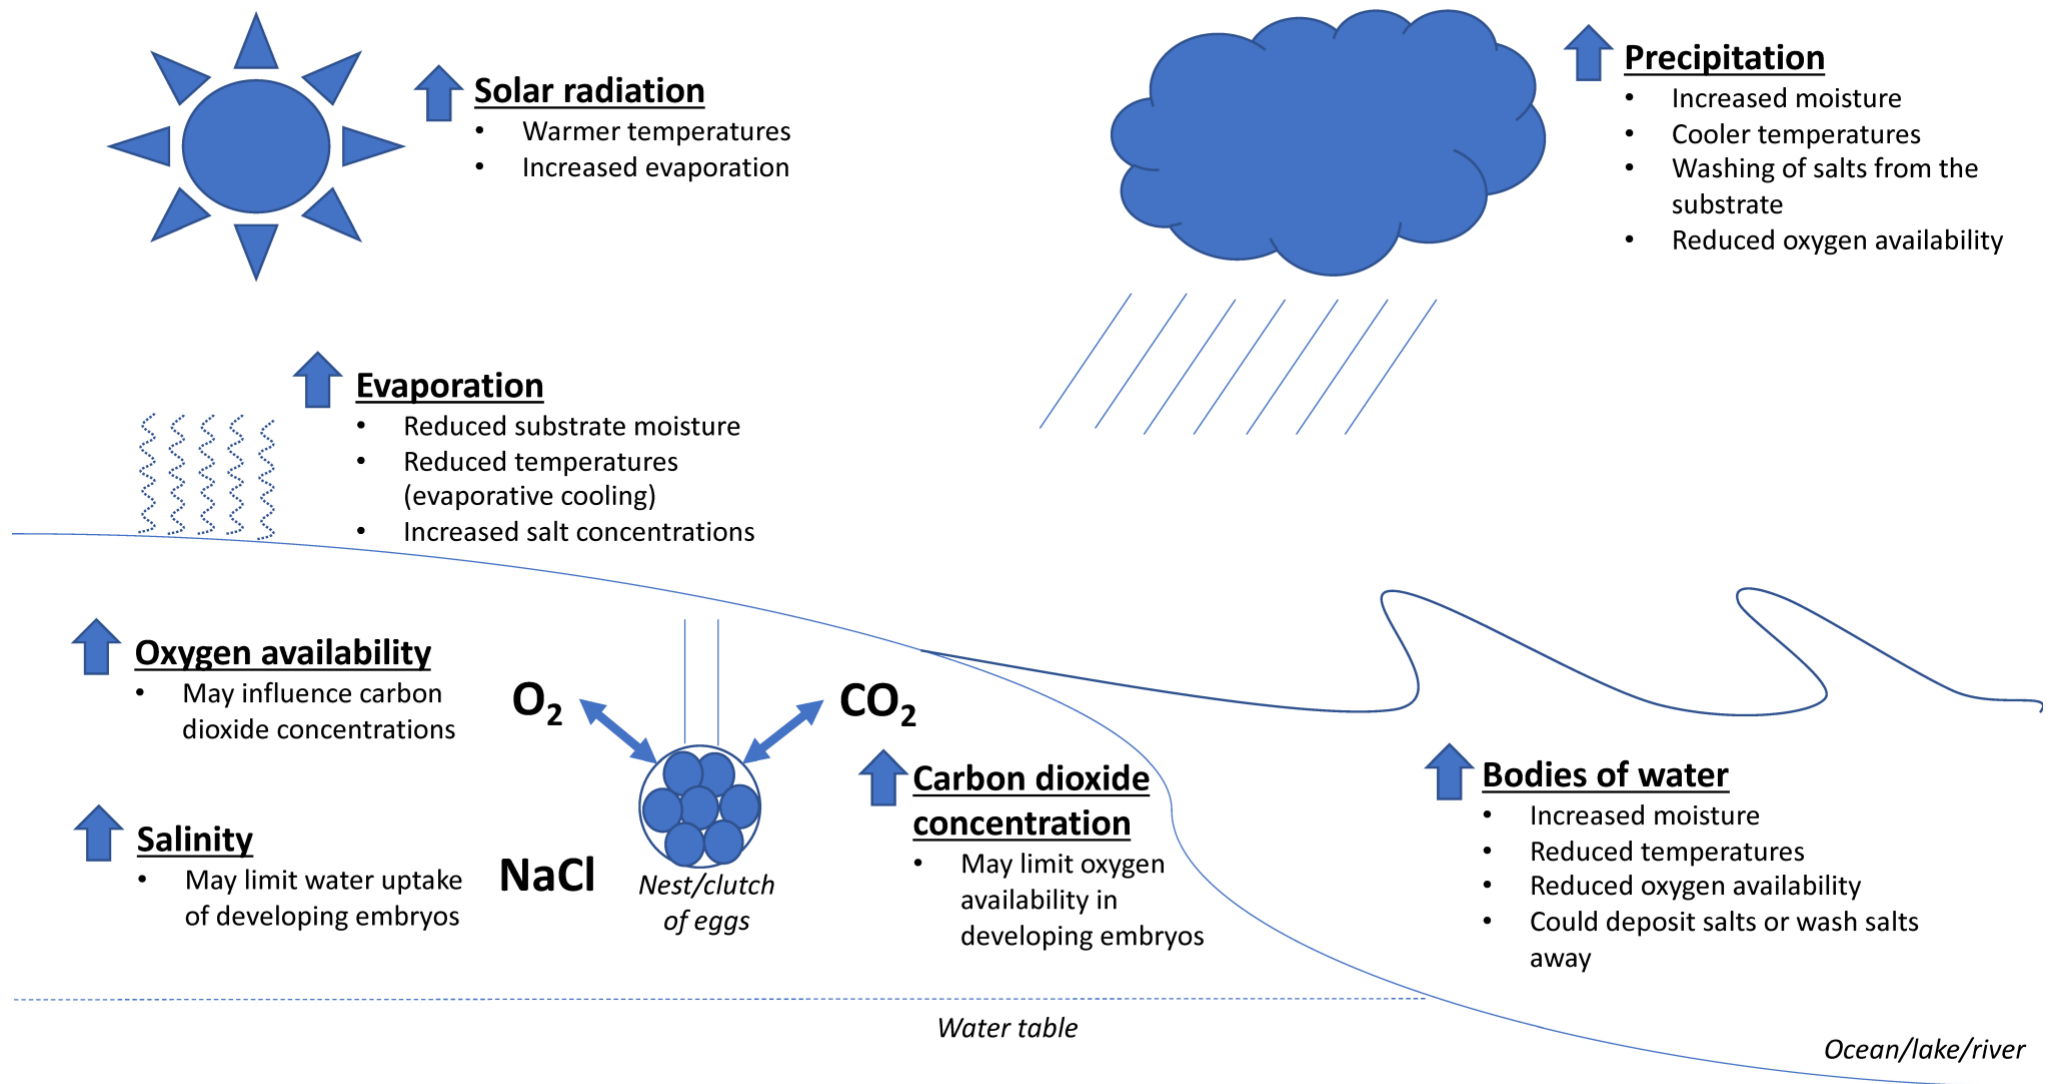 Solar radiation
• Warmer temperatures
• Increased evaporation
Precipitation
• Increased moisture
• Cooler temperatures
• Washing of salts from the
substrate
• Reduced oxygen availability
Evaporation
• Reduced substrate moisture
• Reduced temperatures
(evaporative cooling)
• Increased salt concentrations
Oxygen availability
• May influence carbon
dioxide concentrations
O₂
CO₂
Salinity
• May limit water uptake
of developing embryos
NaCl
Nest/clutch
of eggs
Carbon dioxide
concentration
• May limit oxygen
availability in
developing embryos
Bodies of water
• Increased moisture
• Reduced temperatures
• Reduced oxygen availability
• Could deposit salts or wash salts
away
Water table
Ocean/lake/river